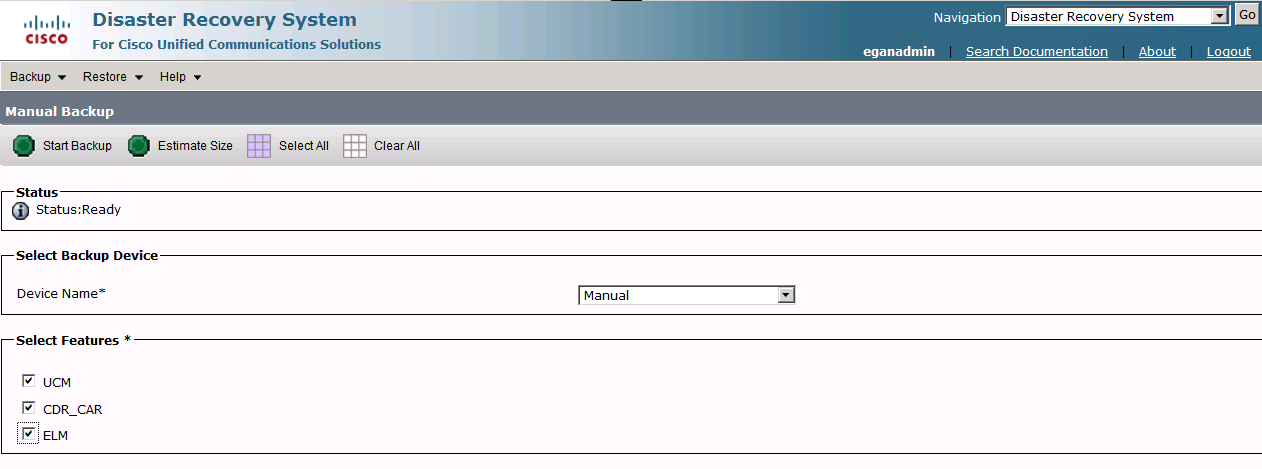 Disaster Recovery System
For Cisco Unified Communications Solutions
CISCO
Navigation Disaster Recovery System Go
eganadmin | Search Documentation | About | Logout
Backup Restore Help
Manual Backup
Start Backup Estimate Size Select All Clear All
Status
Status:Ready
Select Backup Device
Device Name* Manual
Select Features *
UCM
CDR_CAR
ELM